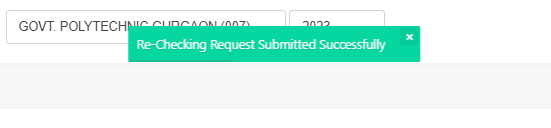 GOVT. POLYTECHNIC GURGAON (007) 2023
Re-Checking Request Submitted Successfully ×